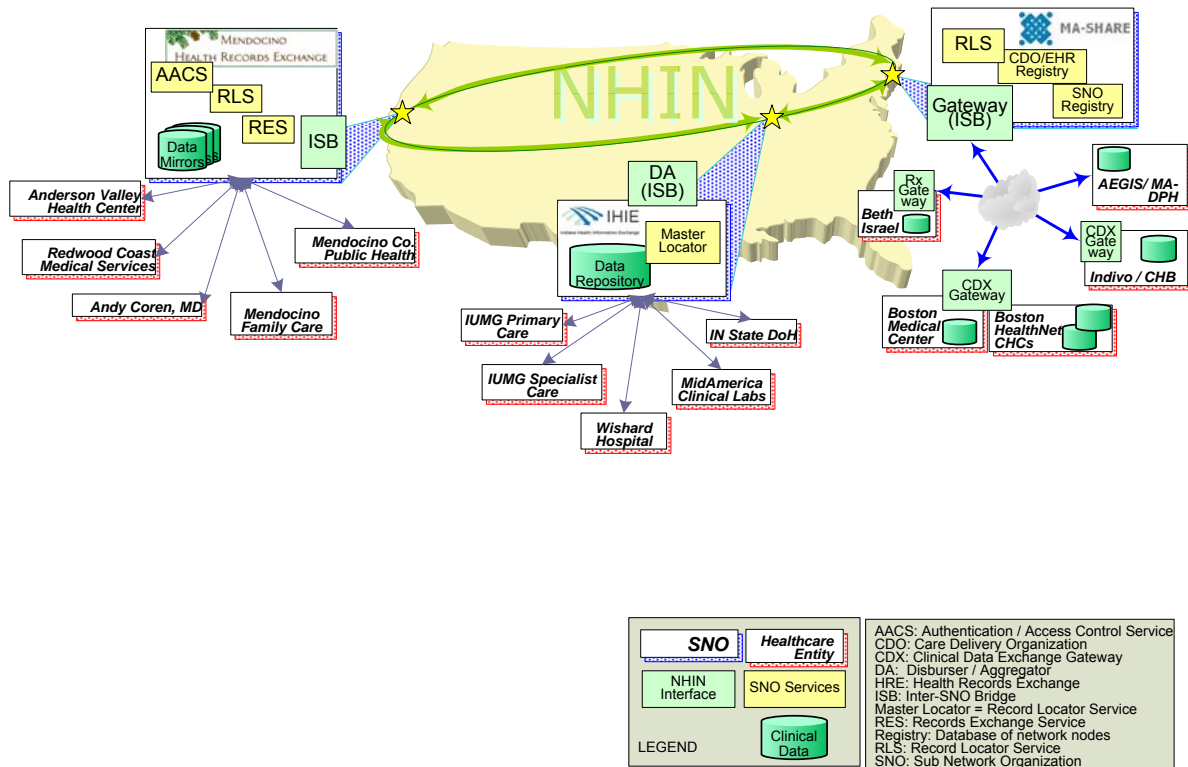 MENDOCINO
HEALTH RECORDS EXCHANGE
AACS
RLS
RES
ISB
Data
Mirrors
Anderson Valley
Health Center
Redwood Coast
Medical Services
Andy Coren, MD
Mendocino
Family Care
Mendocino Co.
Public Health
NHIN
DA
(ISB)
IHIE
Indiana Health Information Exchange
Master
Locator
Data
Repository
IUMG Primary
Care
IUMG Specialist
Care
Wishard
Hospital
MidAmerica
Clinical Labs
IN State DoH
MA-SHARE
RLS
CDO/EHR
Registry
SNO
Registry
Gateway
(ISB)
Rx
Gate
way
Beth
Israel
AEGIS/ MA-
DPH
CDX
Gate
way
Indivo / CHB
CDX
Gateway
Boston
Medical
Center
Boston
HealthNet
CHCs
SNO
Healthcare
Entity
NHIN
Interface
SNO Services
LEGEND
Clinical
Data
AACS: Authentication / Access Control Service
CDO: Care Delivery Organization
CDX: Clinical Data Exchange Gateway
DA: Disburser / Aggregator
HRE: Health Records Exchange
ISB: Inter-SNO Bridge
Master Locator = Record Locator Service
RES: Records Exchange Service
Registry: Database of network nodes
RLS: Record Locator Service
SNO: Sub Network Organization